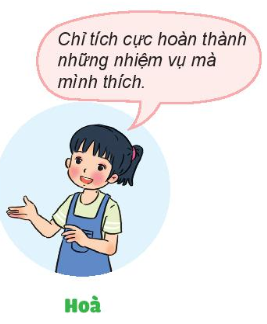 Chỉ tích cực hoàn thành
những nhiệm vụ mà
mình thích.
Hoà